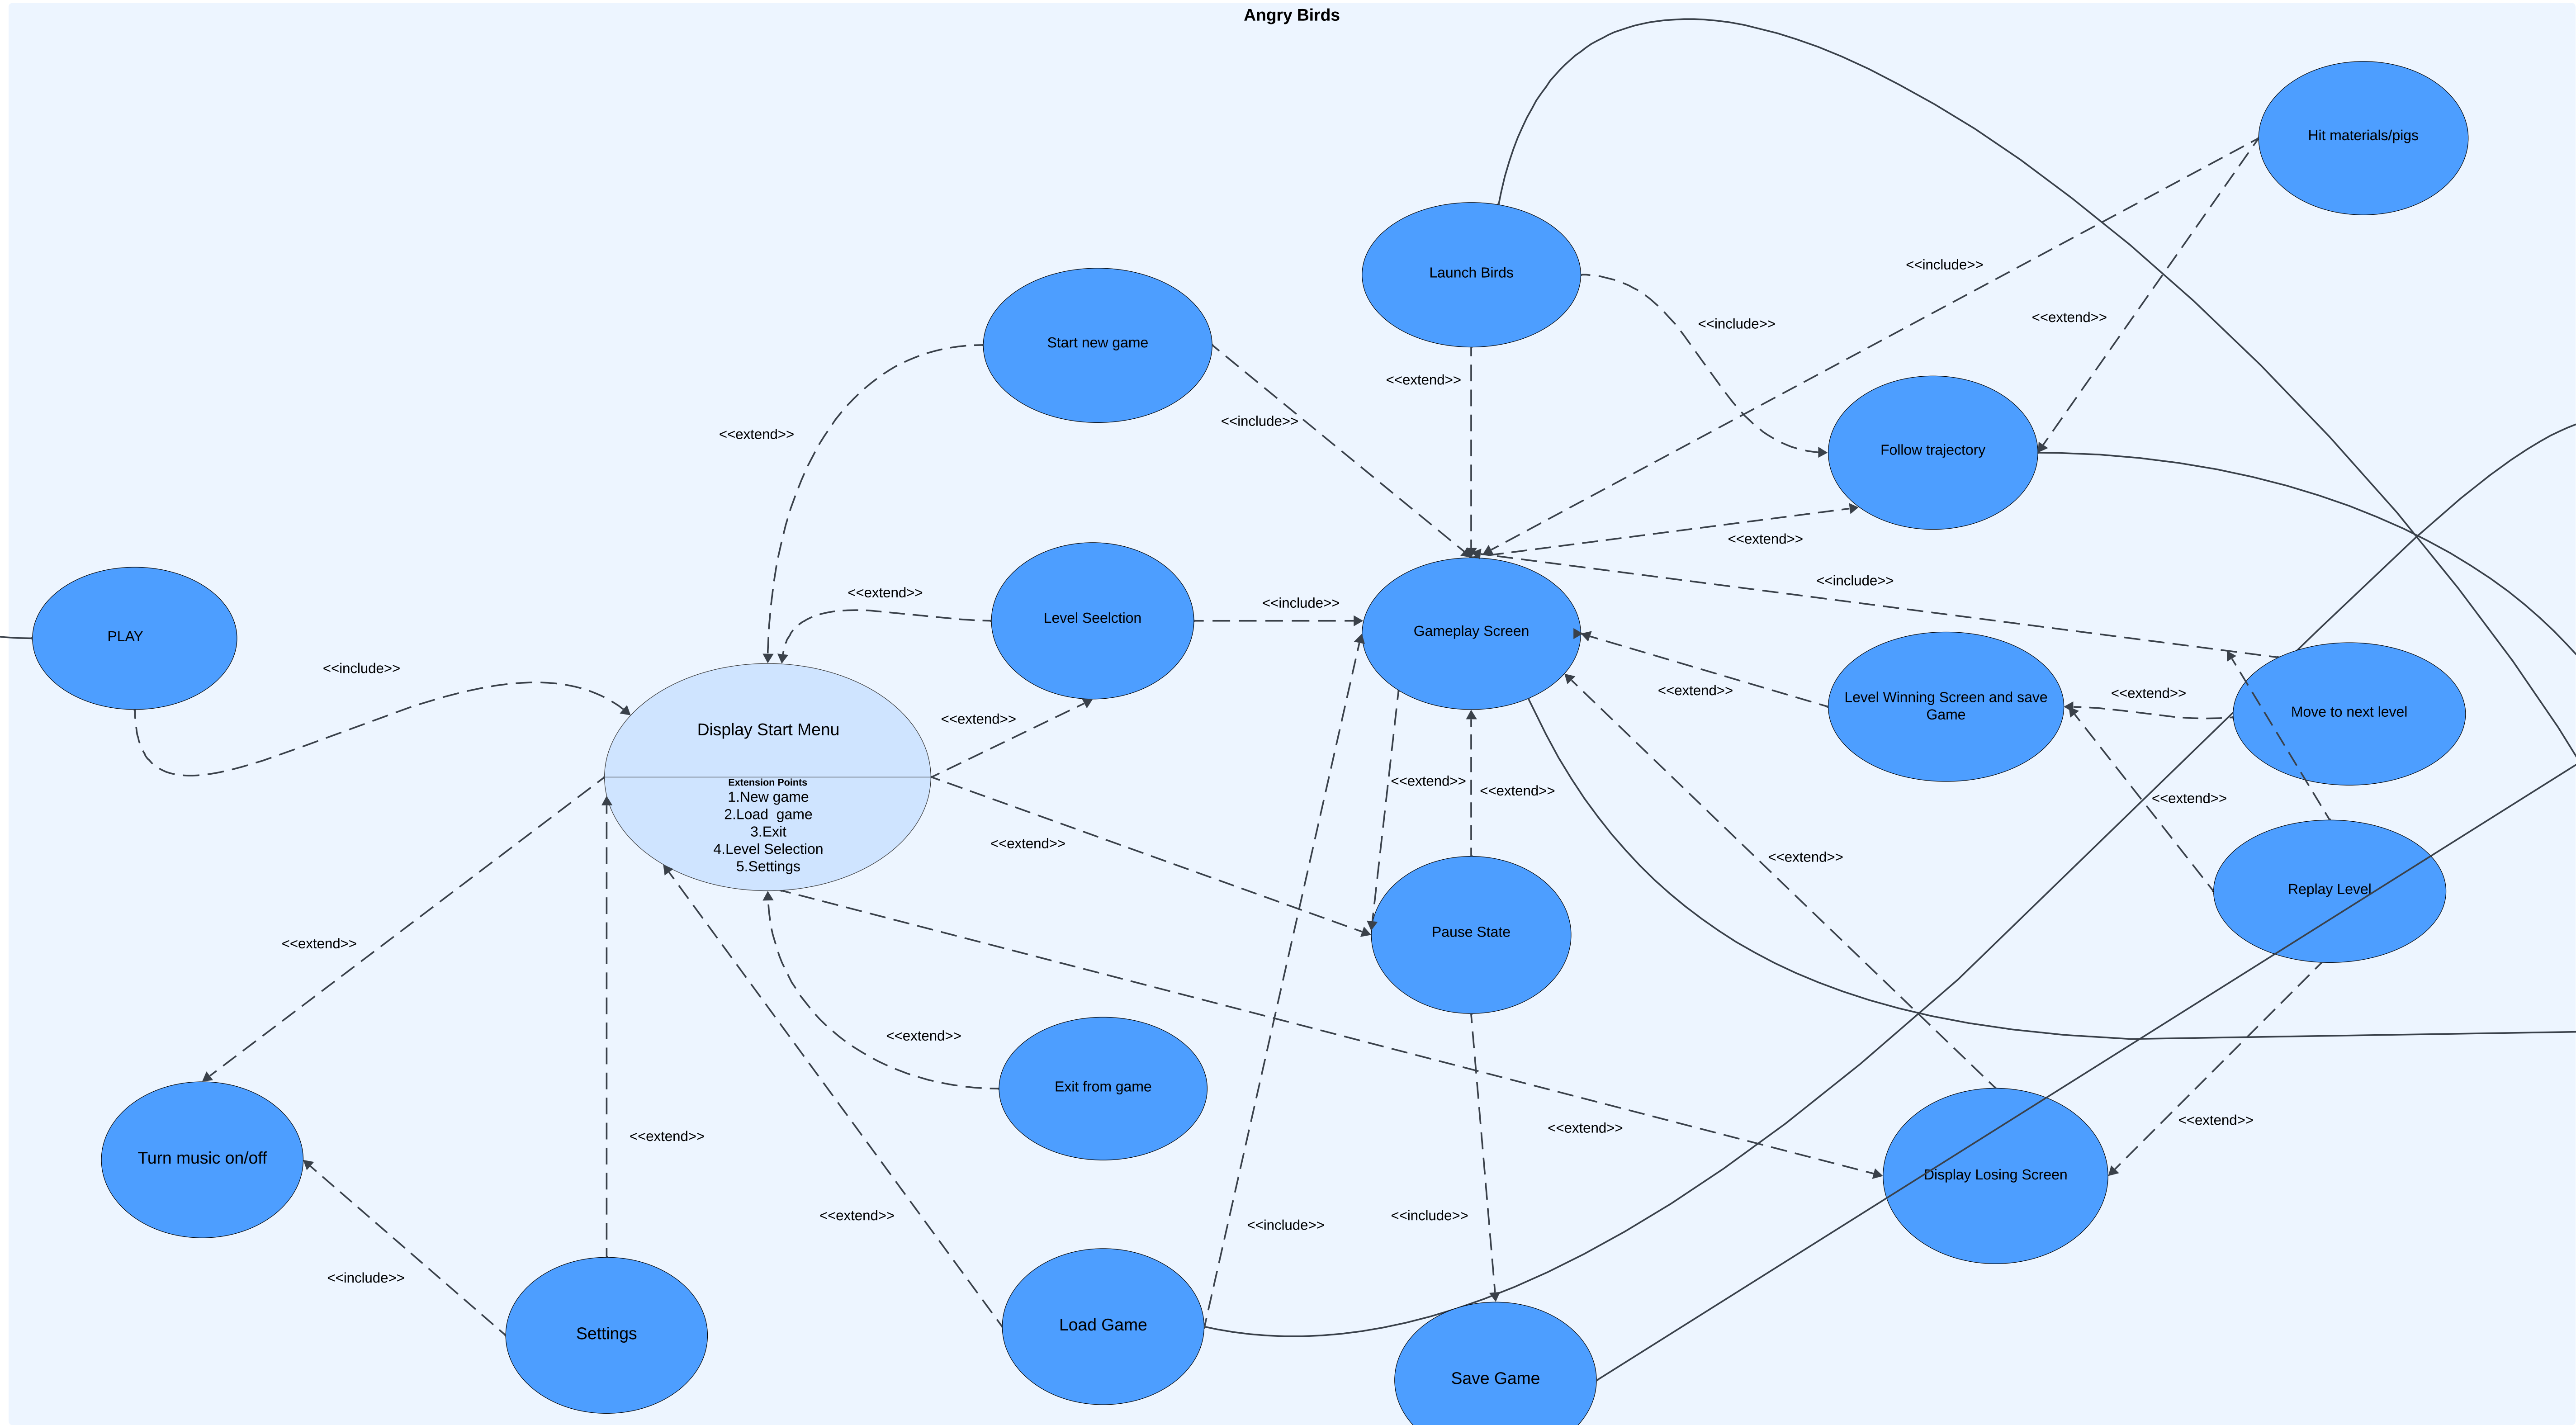 Angry Birds
Hit materials/pigs
Launch Birds
<<include>>
<<extend>>
<<include>>
Start new game
<<extend>>
<<include>>
<<extend>>
Follow trajectory
<<extend>>
<<include>>
<<extend>>
<<include>>
Level Seelction
Gameplay Screen
PLAY
<<include>>
<<extend>>
<<extend>>
Level Winning Screen and save
Game
Move to next level
<<extend>>
Display Start Menu
Extension Points
1.New game
2.Load  game
3.Exit
4.Level Selection
5.Settings
<<extend>>
<<extend>>
<<extend>>
<<extend>>
<<extend>>
Replay Level
Pause State
<<extend>>
<<extend>>
Exit from game
<<extend>>
<<extend>>
<<extend>>
Turn music on/off
Display Losing Screen
<<extend>>
<<include>>
<<include>>
<<include>>
Settings
Load Game
Save Game